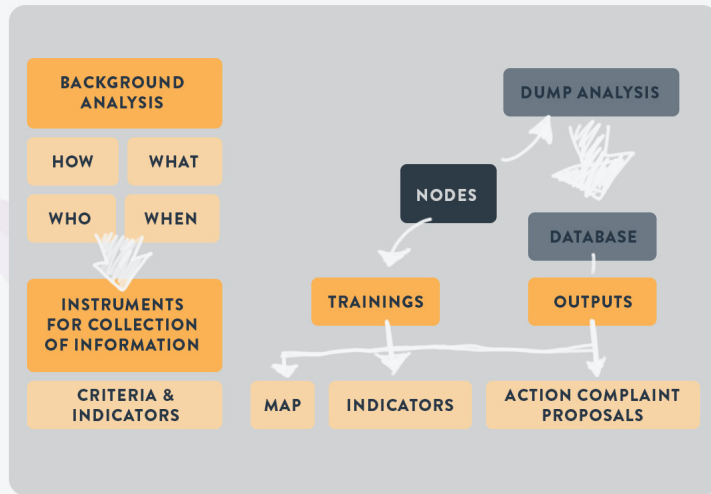 BACKGROUND
ANALYSIS
HOW
WHAT
WHO
WHEN
INSTRUMENTS
FOR COLLECTION
OF INFORMATION
CRITERIA &
INDICATORS
DUMP ANALYSIS
NODES
DATABASE
TRAININGS
OUTPUTS
MAP
INDICATORS
ACTION COMPLAINT
PROPOSALS